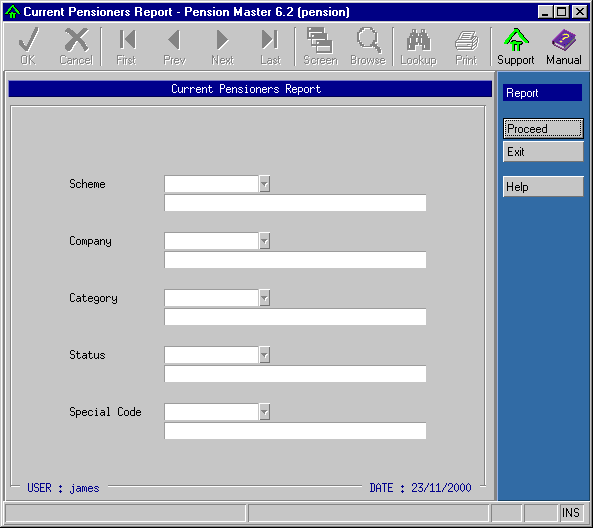 Current Pensioners Report - Pension Master 6.2 (pension)
OK Cancel First Prev Next Last Screen Browse Lookup Print Support Manual
Current Pensioners Report
Report
Proceed
Exit
Help
Scheme
Company
Category
Status
Special Code
USER : james DATE : 23/11/2000
INS